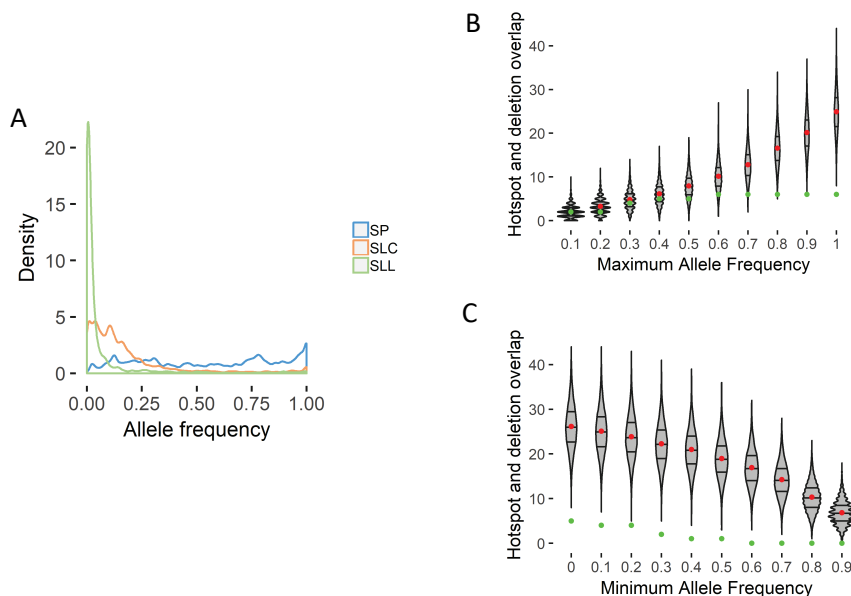 A
Density
20
15
10
5
0
0.00 0.25 0.50 0.75 1.00
Allele frequency
SP
SLC
SLL
B
Hotspot and deletion overlap
40
30
20
10
0
0.1 0.2 0.3 0.4 0.5 0.6 0.7 0.8 0.9 1
Maximum Allele Frequency
C
Hotspot and deletion overlap
40
30
20
10
0
0 0.1 0.2 0.3 0.4 0.5 0.6 0.7 0.8 0.9
Minimum Allele Frequency